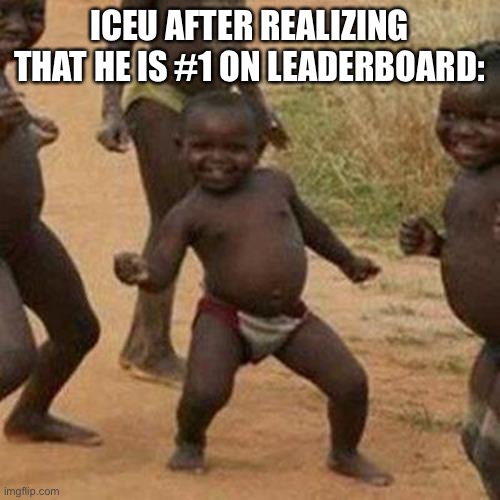 ICEU AFTER REALIZING
THAT HE IS #1 ON LEADERBOARD:
imgflip.com